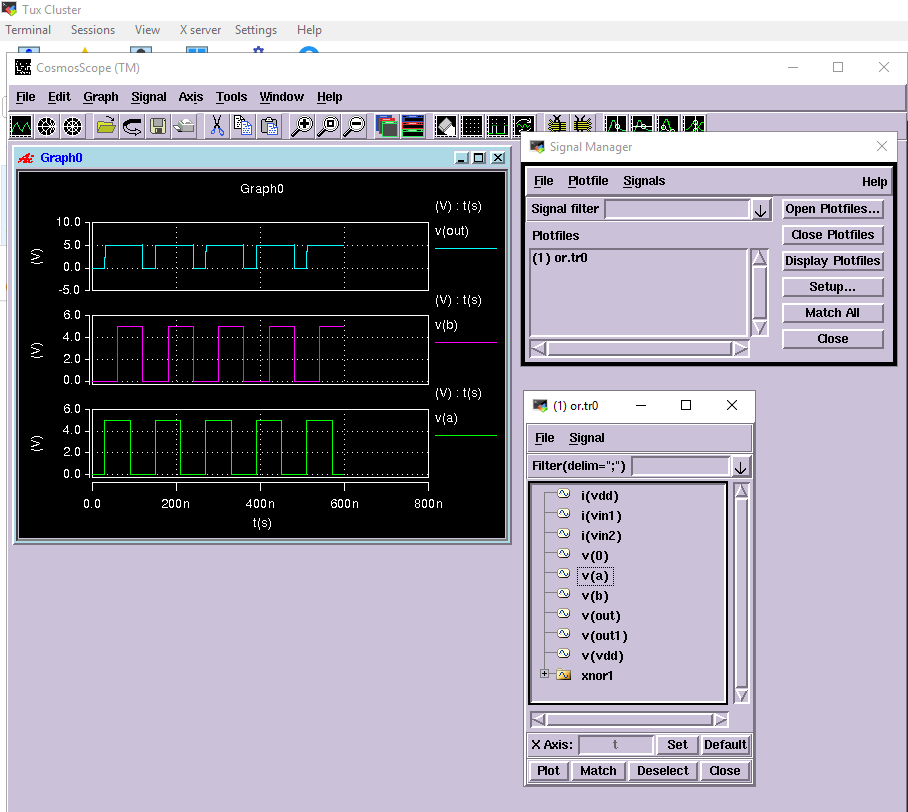 Tux Cluster
Terminal Sessions View X server Settings Help
CosmosScope (TM)
File Edit Graph Signal Axis Tools Window Help
Graph0
Graph0
(V) : t(s)
v(out)
10.0
5.0
0.0
-5.0
(V)
(V) : t(s)
v(b)
6.0
4.0
2.0
0.0
(V)
(V) : t(s)
v(a)
6.0
4.0
2.0
0.0
(V)
0.0 200n 400n 600n 800n
t(s)
Signal Manager
File Plotfile Signals Help
Signal filter
Open Plotfiles...
Plotfiles
Close Plotfiles
(1) or.tr0
Display Plotfiles
Setup...
Match All
Close
(1) or.tr0
File Signal
Filter(delim=";")
i(vdd)
i(vin1)
i(vin2)
v(0)
v(a)
v(b)
v(out)
v(out1)
v(vdd)
xnor1
X Axis: t Set Default
Plot Match Deselect Close